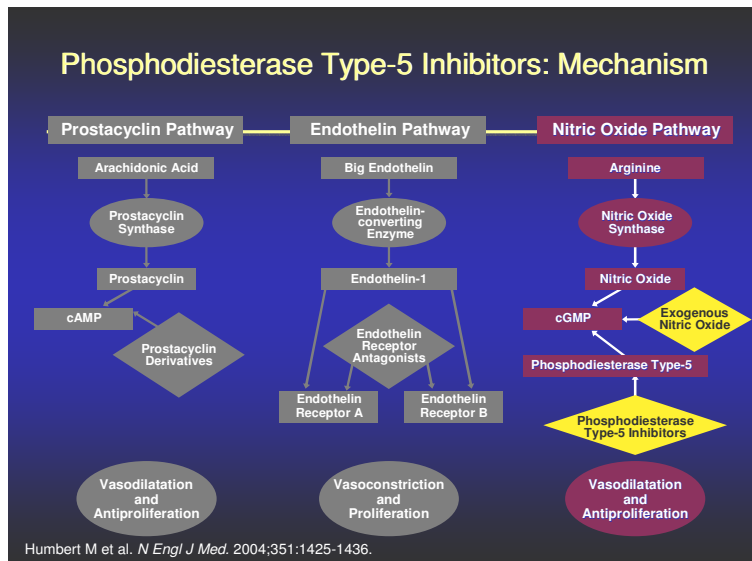 Phosphodiesterase Type-5 Inhibitors: Mechanism
Prostacyclin Pathway
Endothelin Pathway
Nitric Oxide Pathway
Arachidonic Acid
Big Endothelin
Arginine
Prostacyclin
Synthase
Endothelin-
converting
Enzyme
Nitric Oxide
Synthase
Prostacyclin
Endothelin-1
Nitric Oxide
cAMP
cGMP
Exogenous
Nitric Oxide
Prostacyclin
Derivatives
Endothelin
Receptor
Antagonists
Phosphodiesterase Type-5
Endothelin
Receptor A
Endothelin
Receptor B
Phosphodiesterase
Type-5 Inhibitors
Vasodilatation
and
Antiproliferation
Vasoconstriction
and
Proliferation
Vasodilatation
and
Antiproliferation
Humbert M et al. N Engl J Med. 2004;351:1425-1436.